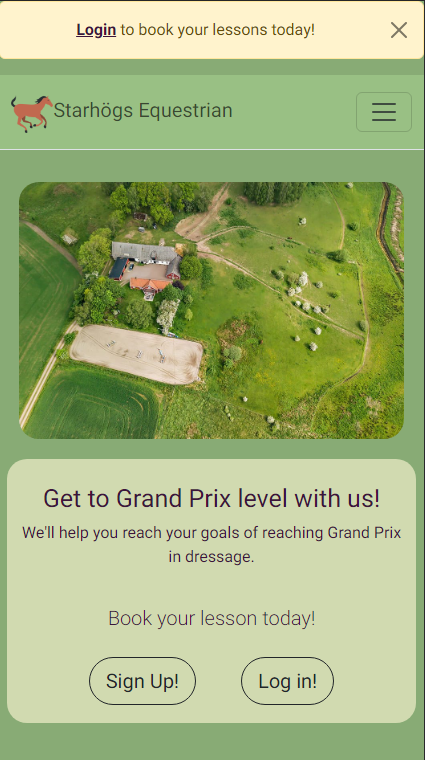 Login to book your lessons today!
Starhögs Equestrian
Get to Grand Prix level with us!
We'll help you reach your goals of reaching Grand Prix
in dressage.
Book your lesson today!
Sign Up!
Log in!